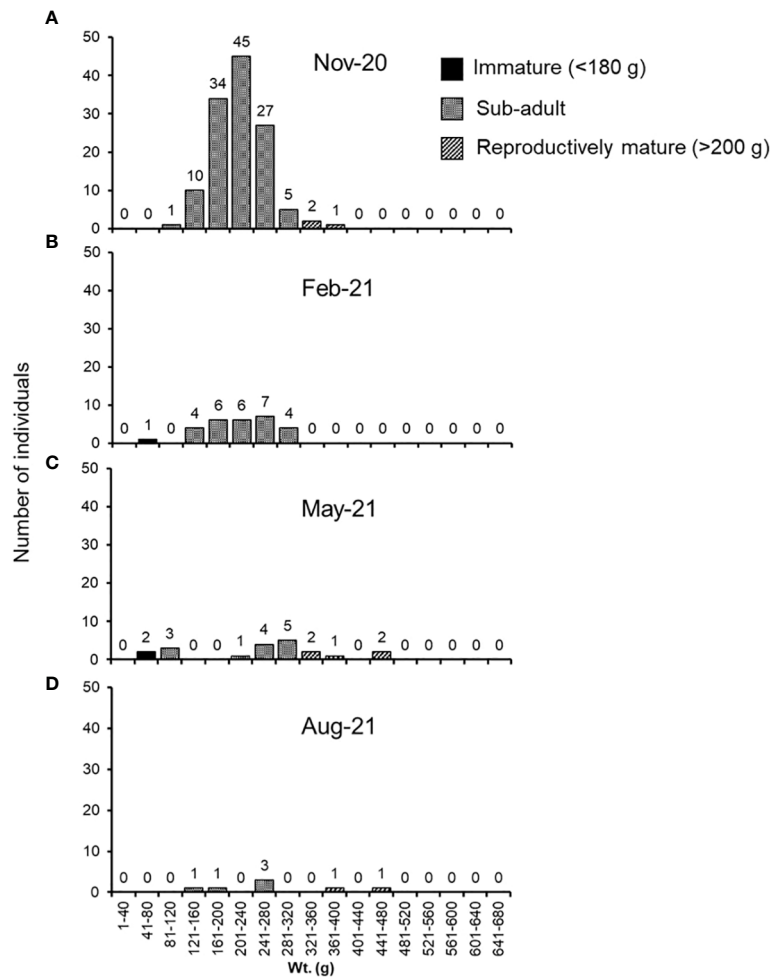 A
50
40
30
20
10
0
Nov-20
Immature (<180 g)
Sub-adult
Reproductively mature (>200 g)
0 0 1 10 34 45 27 5 2 1 0 0 0 0 0 0 0
B
50
40
30
20
10
0
Feb-21
0 1 0 4 6 6 7 4 0 0 0 0 0 0 0 0 0
Number of individuals
C
50
40
30
20
10
0
May-21
0 2 3 0 0 1 4 5 2 1 0 2 0 0 0 0 0
D
50
40
30
20
10
0
Aug-21
0 0 0 1 1 0 3 0 0 1 0 1 0 0 0 0 0
1-40
41-80
81-120
121-160
161-200
201-240
241-280
281-320
321-360
361-400
401-440
441-480
481-520
521-560
561-600
601-640
641-680
Wt. (g)